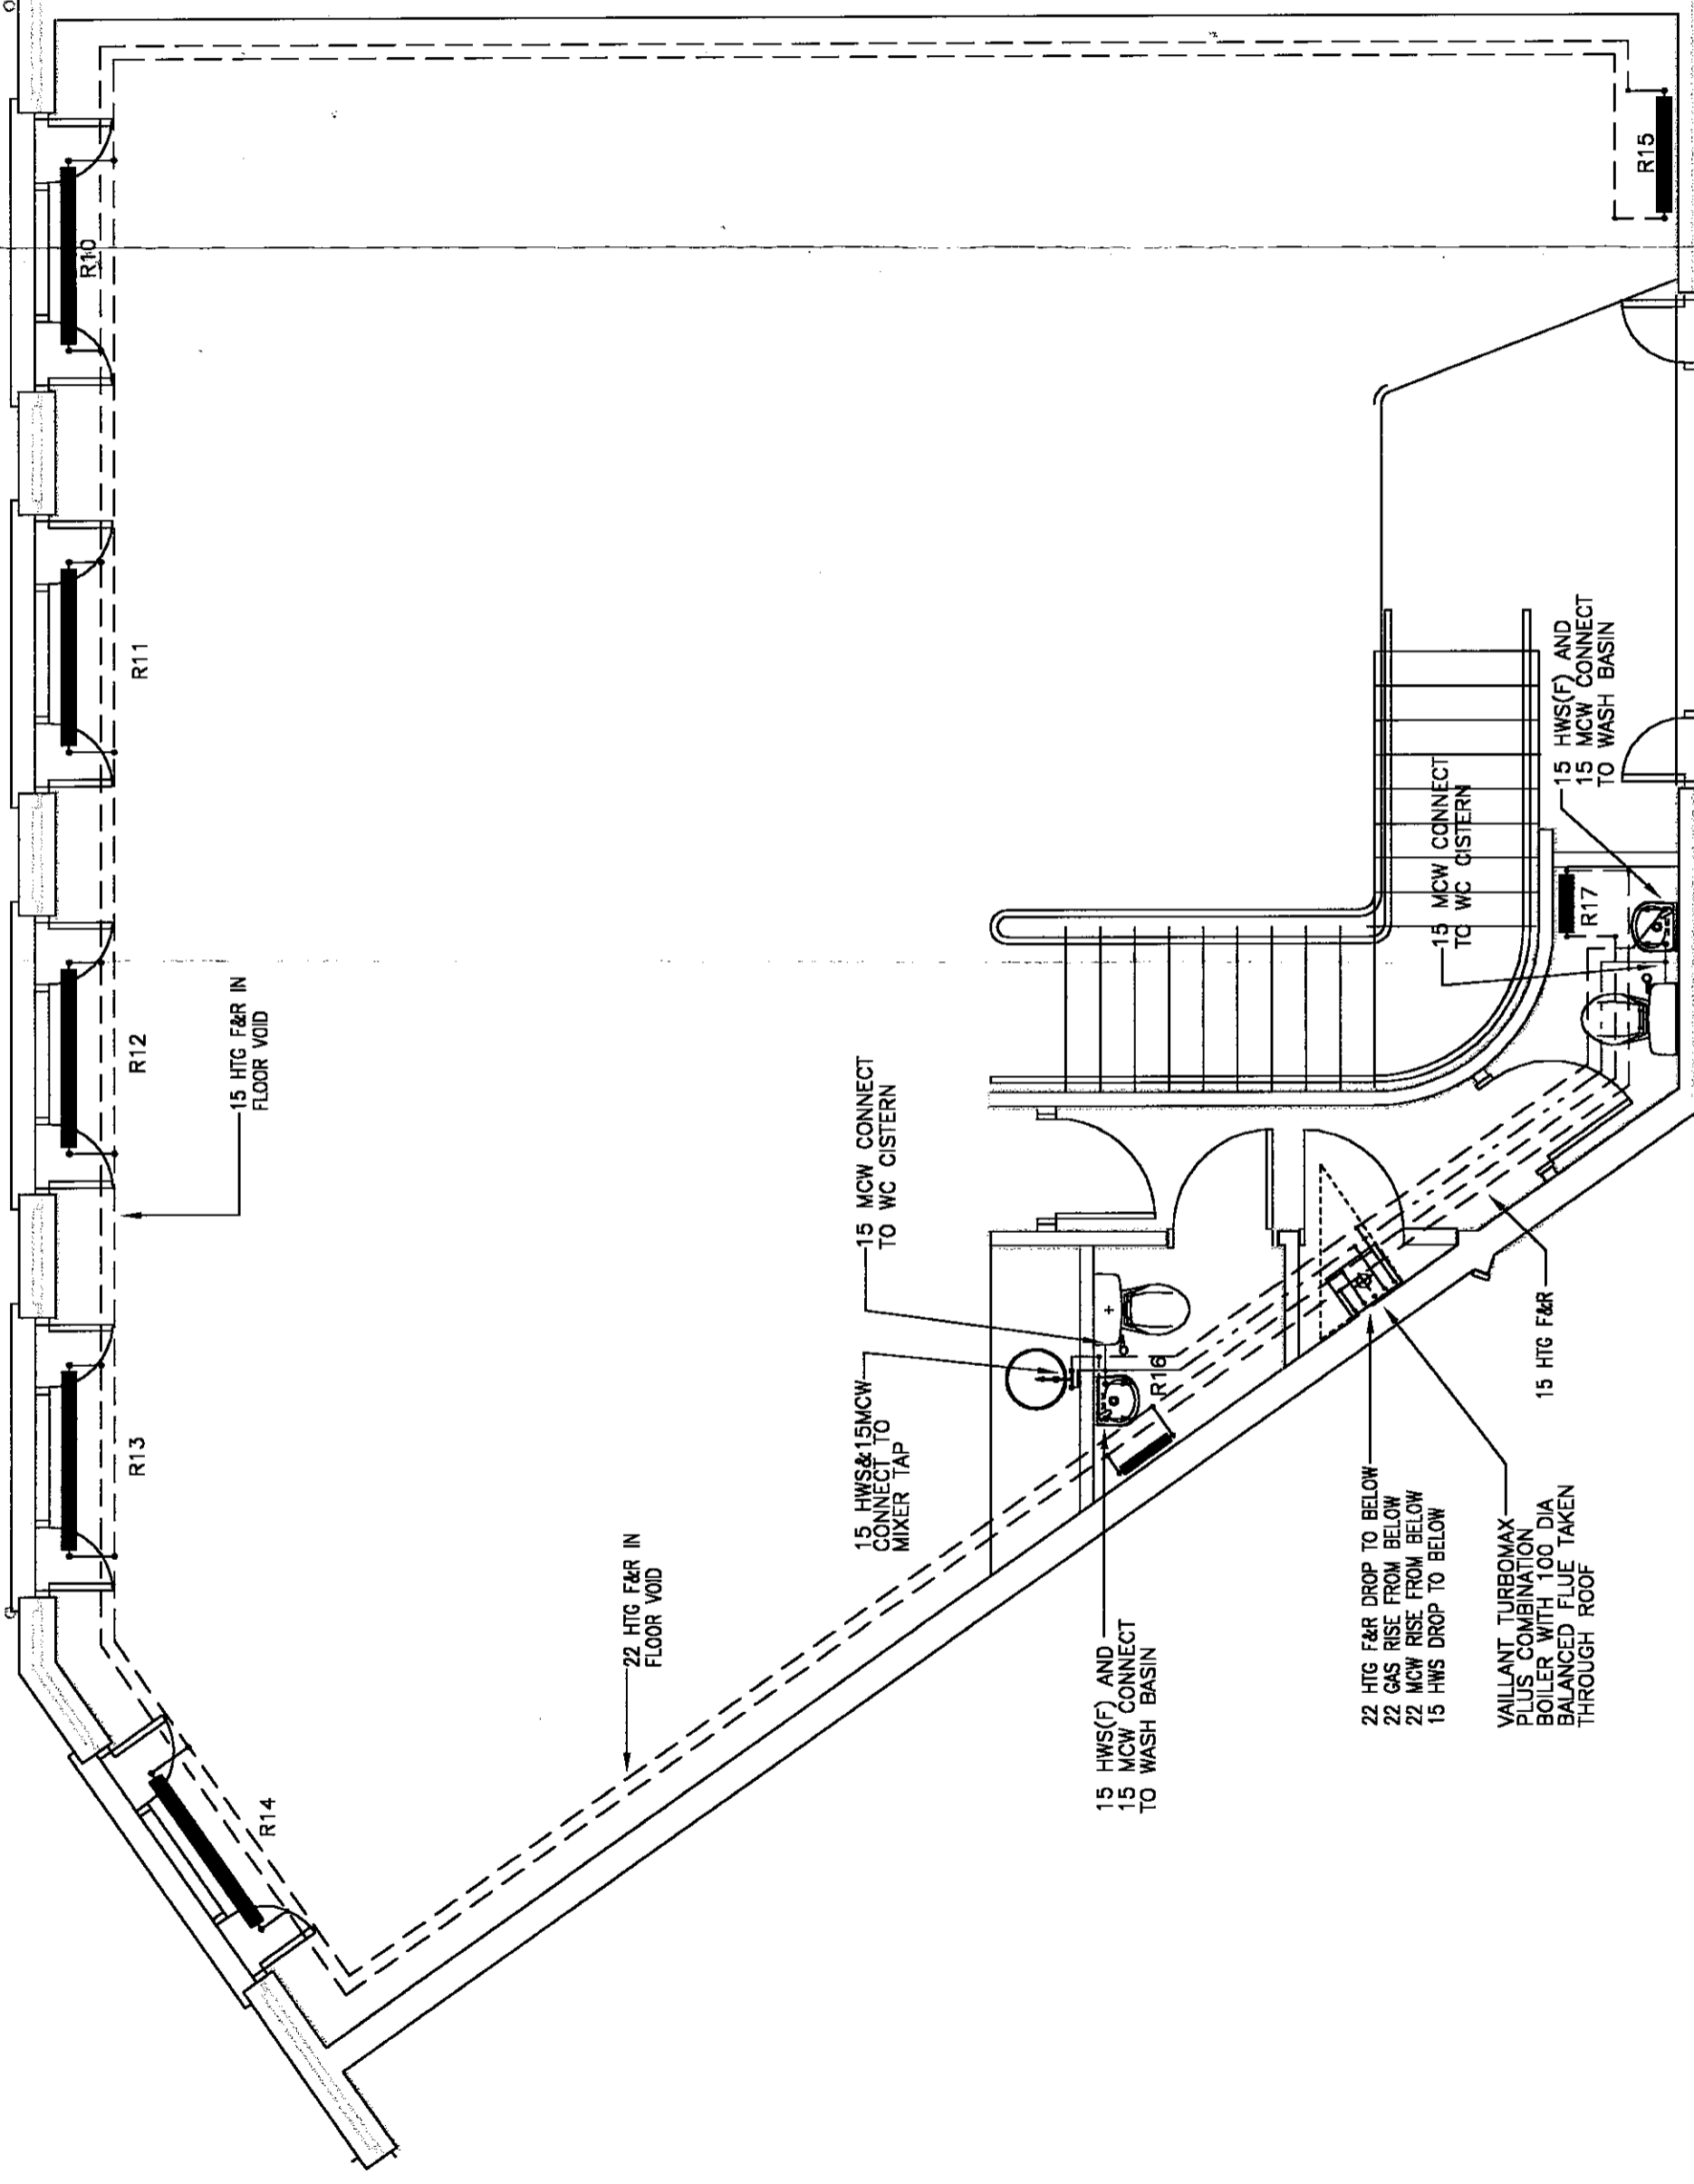 R10
R11
R12
R13
R14
R15
15 HTG F&R IN
FLOOR VOID
22 HTG F&R IN
FLOOR VOID
15 MCW CONNECT
TO WC CISTERN
15 HWS&15MCW
CONNECT TO
MIXER TAP
R16
15 HWS(F) AND
15 MCW CONNECT
TO WASH BASIN
15 MCW CONNECT
TO WC CISTERN
15 HWS(F) AND
15 MCW CONNECT
TO WASH BASIN
R17
22 HTG F&R DROP TO BELOW
22 GAS RISE FROM BELOW
22 MCW RISE FROM BELOW
15 HWS DROP TO BELOW
15 HTG F&R
VAILLANT TURBOMAX
PLUS COMBINATION
BOILER WITH 100 DIA
BALANCED FLUE TAKEN
THROUGH ROOF